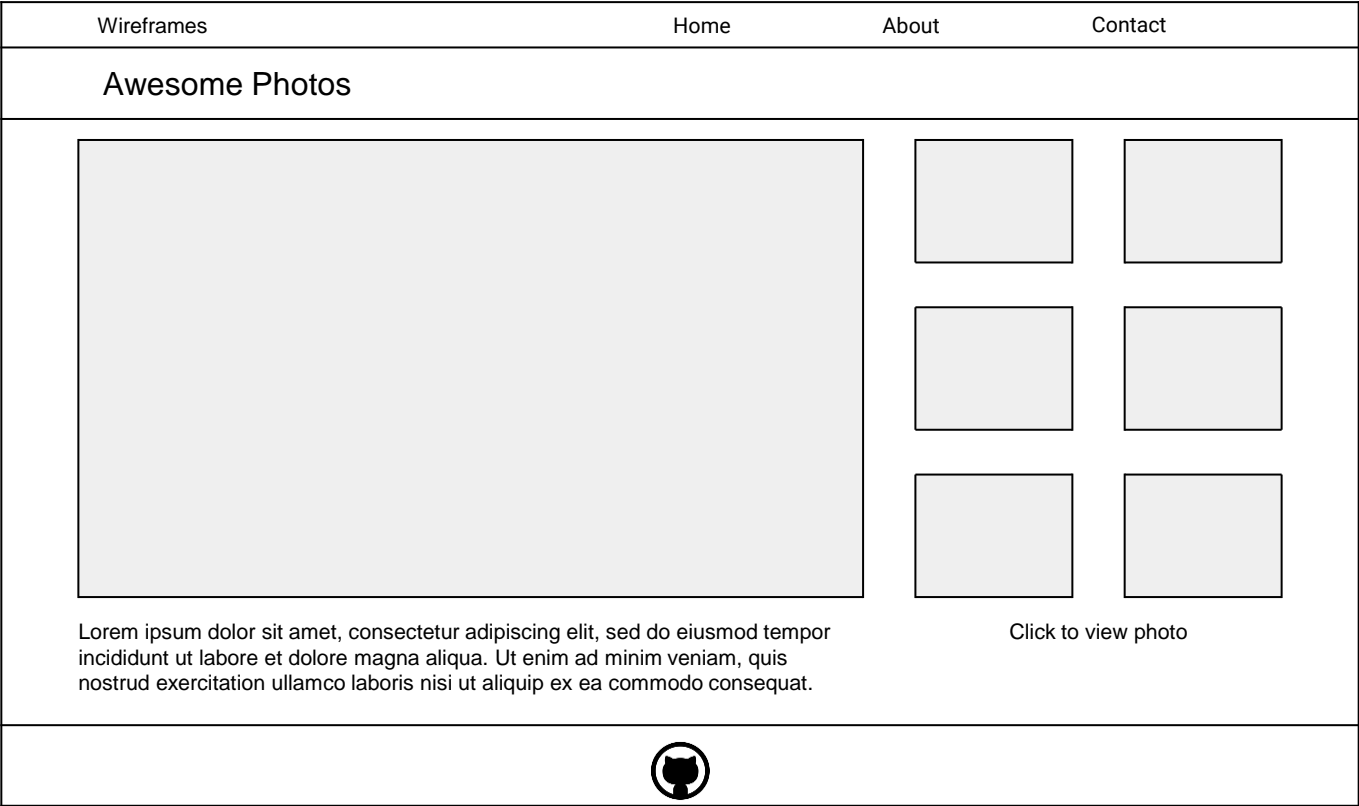 Wireframes
Home
About
Contact
Awesome Photos
Lorem ipsum dolor sit amet, consectetur adipiscing elit, sed do eiusmod tempor
incididunt ut labore et dolore magna aliqua. Ut enim ad minim veniam, quis
nostrud exercitation ullamco laboris nisi ut aliquip ex ea commodo consequat.
Click to view photo